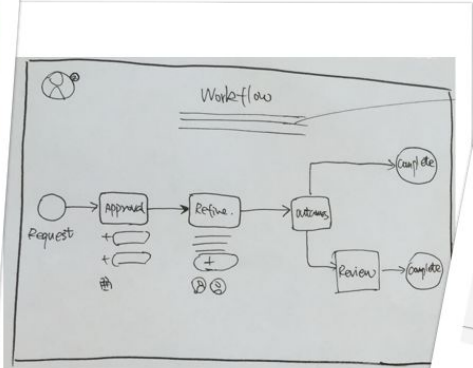 Workflow
complete
Request
Approval
Refine.
outcomes
Review
complete